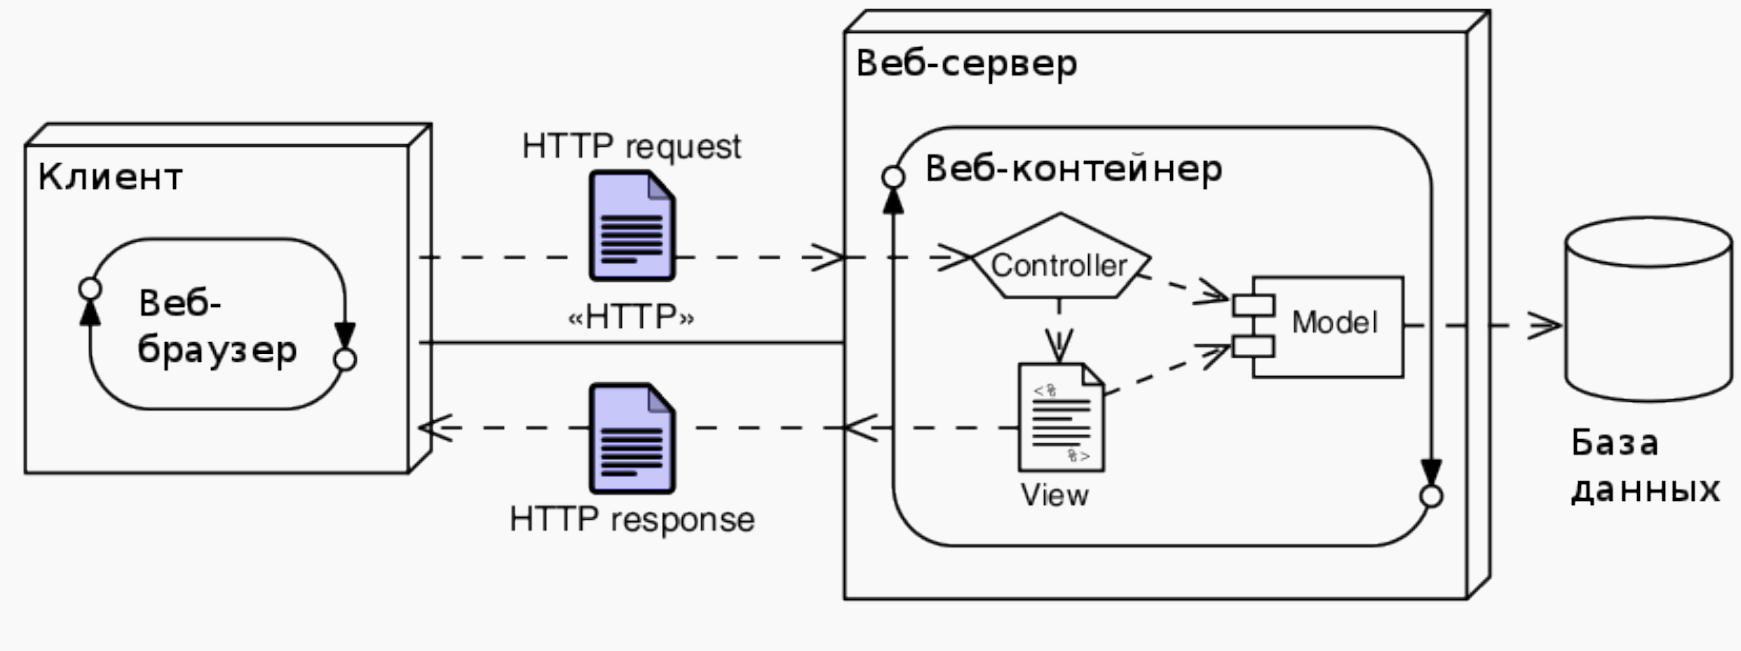 Клиент
Веб-
браузер
HTTP request
«HTTP»
HTTP response
Веб-сервер
Веб-контейнер
Controller
Model
<%
%>
View
База
данных